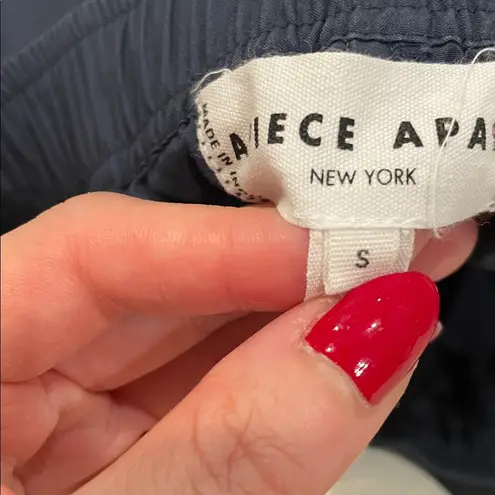 A IECE APA
NEW YORK
MADE IN
S